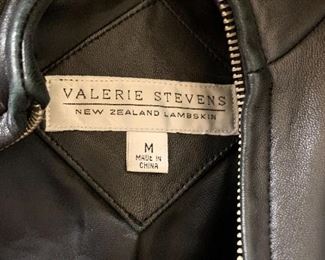 VALERIE STEVENS
NEW ZEALAND LAMBSKIN
M
MADE IN
CHINA